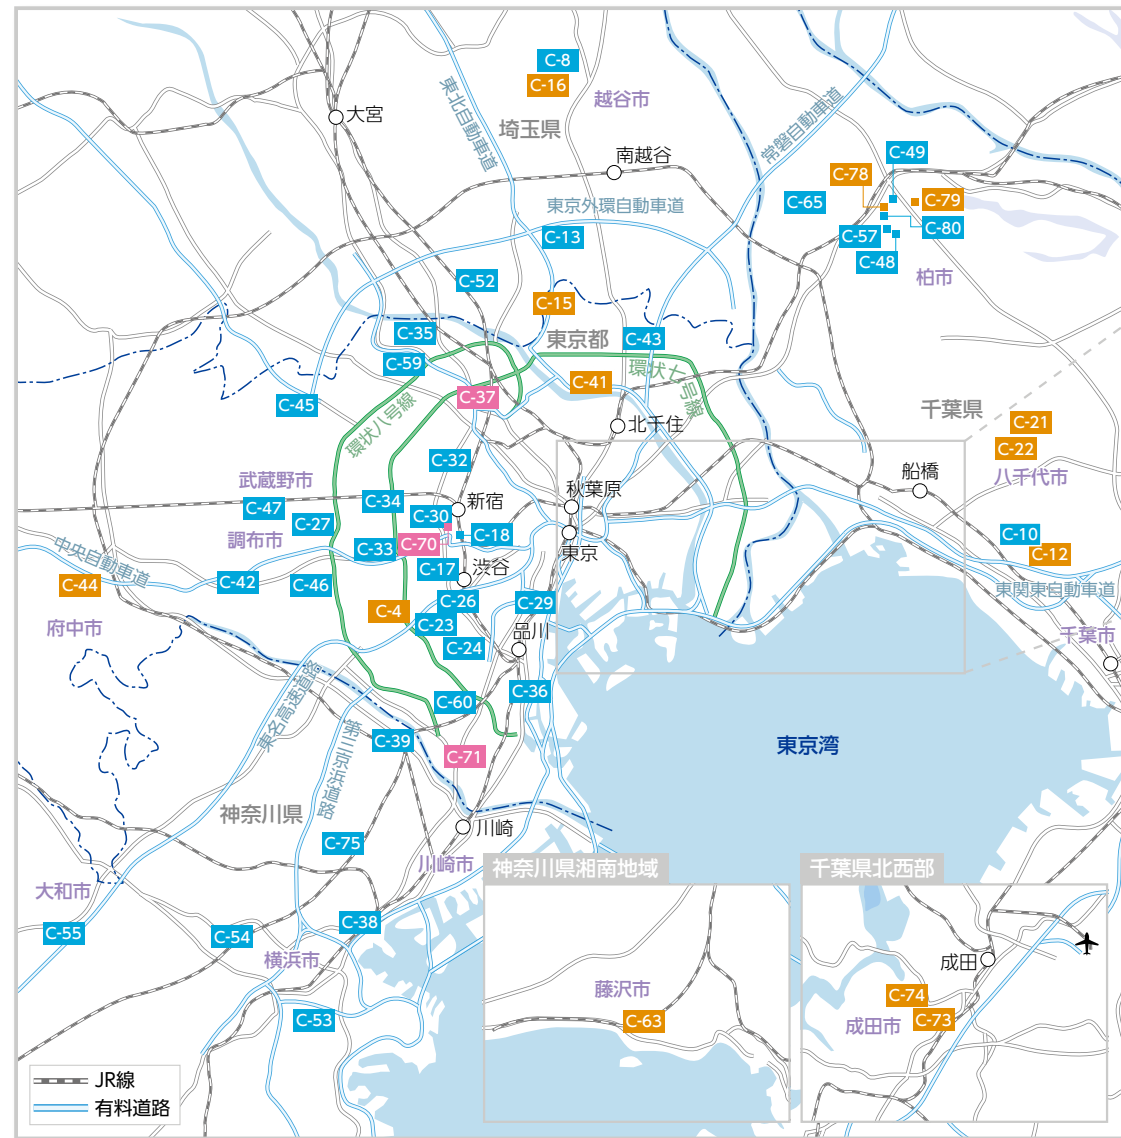 C-8
C-16
越谷市
大宮
東北自動車道
埼玉県
常磐自動車道
南越谷
C-49
C-78
C-79
C-65
東京外環自動車道
C-80
C-13
C-57
C-48
柏市
C-52
C-15
C-35
東京都
C-43
C-59
環状七号線
C-41
C-37
C-45
環状八号線
千葉県
C-21
北千住
C-22
C-32
船橋
八千代市
武蔵野市
秋葉原
C-34
新宿
C-47
C-30
C-27
C-18
調布市
C-70
東京
C-10
C-12
中央自動車道
C-33
C-17
渋谷
C-44
C-42
C-46
東関東自動車道
C-26
C-29
C-4
C-23
府中市
品川
千葉市
C-24
C-36
東名高速道路
C-60
第三京浜道路
C-39
東京湾
C-71
神奈川県
川崎
C-75
川崎市
神奈川県湘南地域
千葉県北西部
大和市
C-38
C-55
C-54
横浜市
成田
藤沢市
C-74
C-53
C-63
成田市
C-73
JR線
有料道路